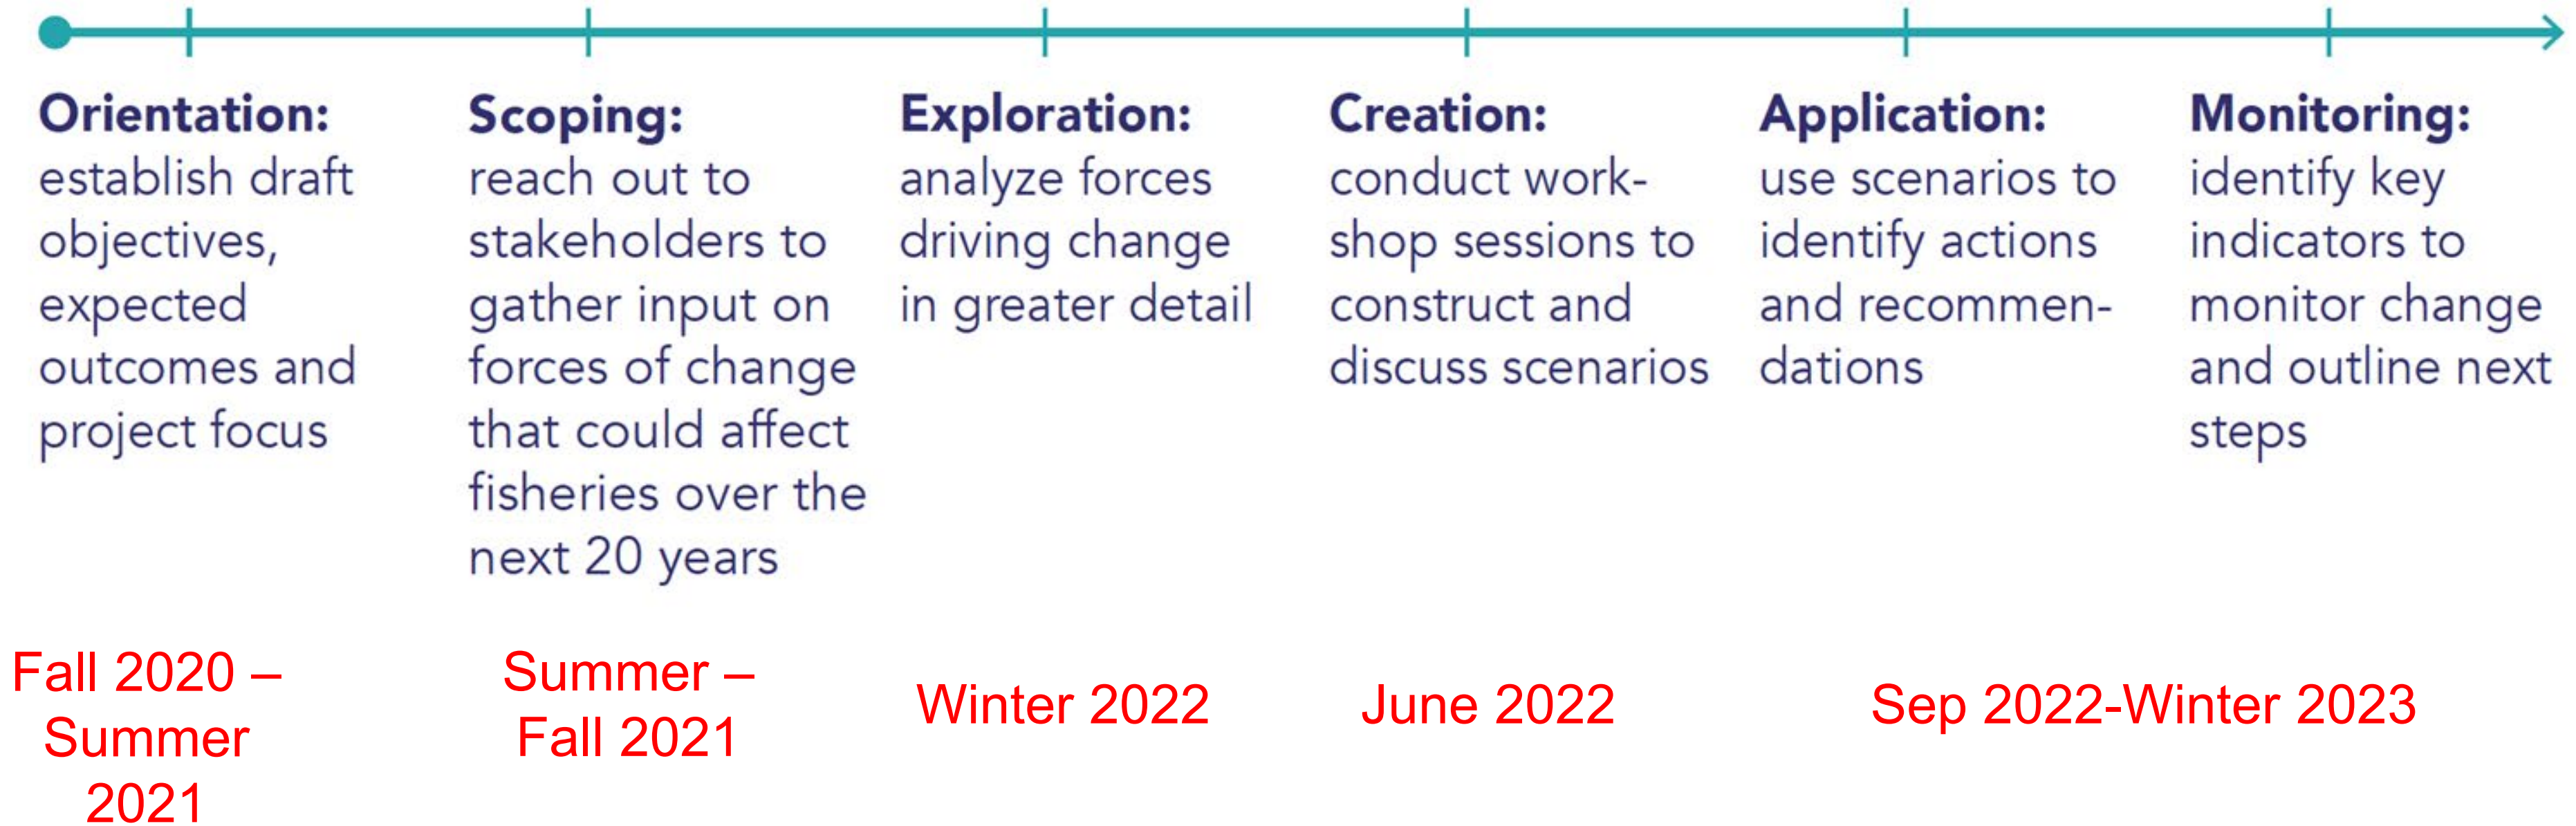 Orientation:
establish draft
objectives,
expected
outcomes and
project focus
Scoping:
reach out to
stakeholders to
gather input on
forces of change
that could affect
fisheries over the
next 20 years
Exploration:
analyze forces
driving change
in greater detail
Creation:
conduct work-
shop sessions to
construct and
discuss scenarios
Application:
use scenarios to
identify actions
and recommen-
dations
Monitoring:
identify key
indicators to
monitor change
and outline next
steps
Fall 2020 –
Summer
2021
Summer –
Fall 2021
Winter 2022
June 2022
Sep 2022-Winter 2023